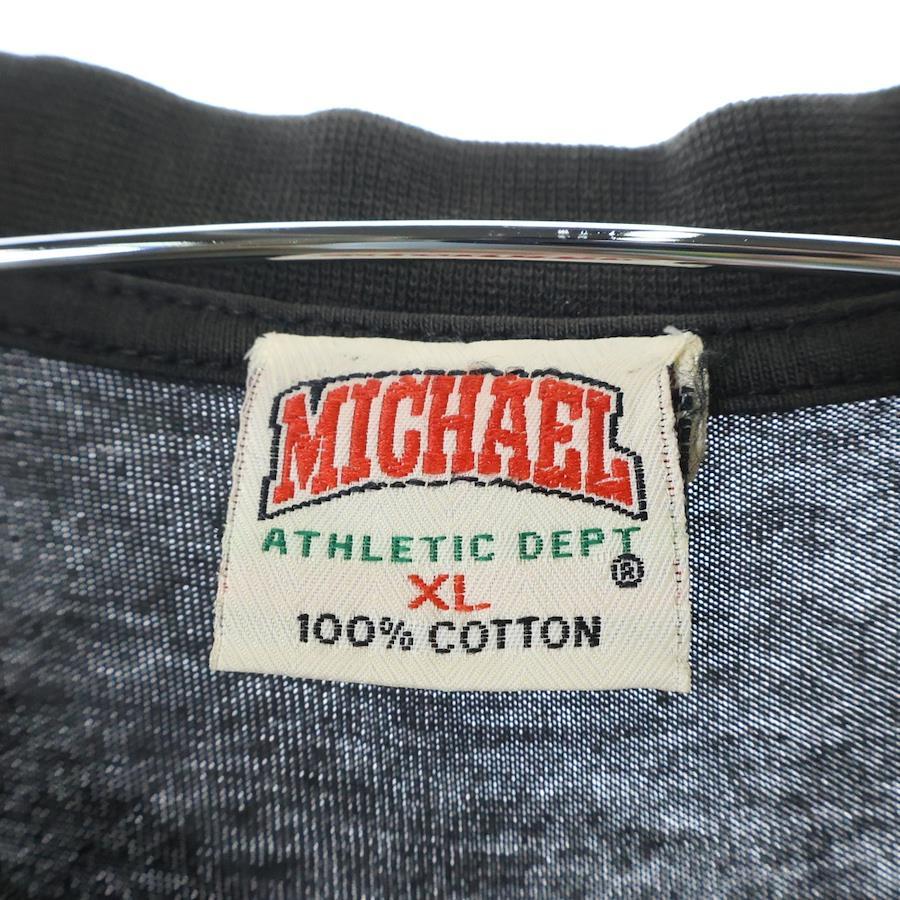 MICHAEL
ATHLETIC DEPT
®
XL
100% COTTON